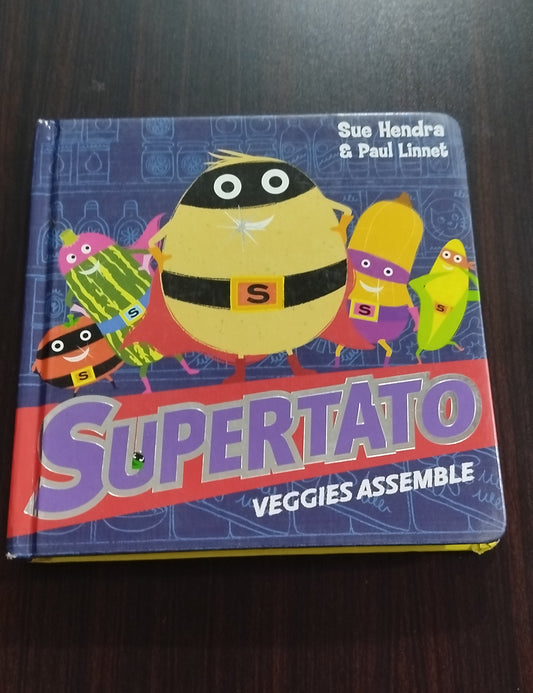 Sue Hendra
& Paul Linnet
S
S
S
S
S
SUPERTATO
VEGGIES ASSEMBLE